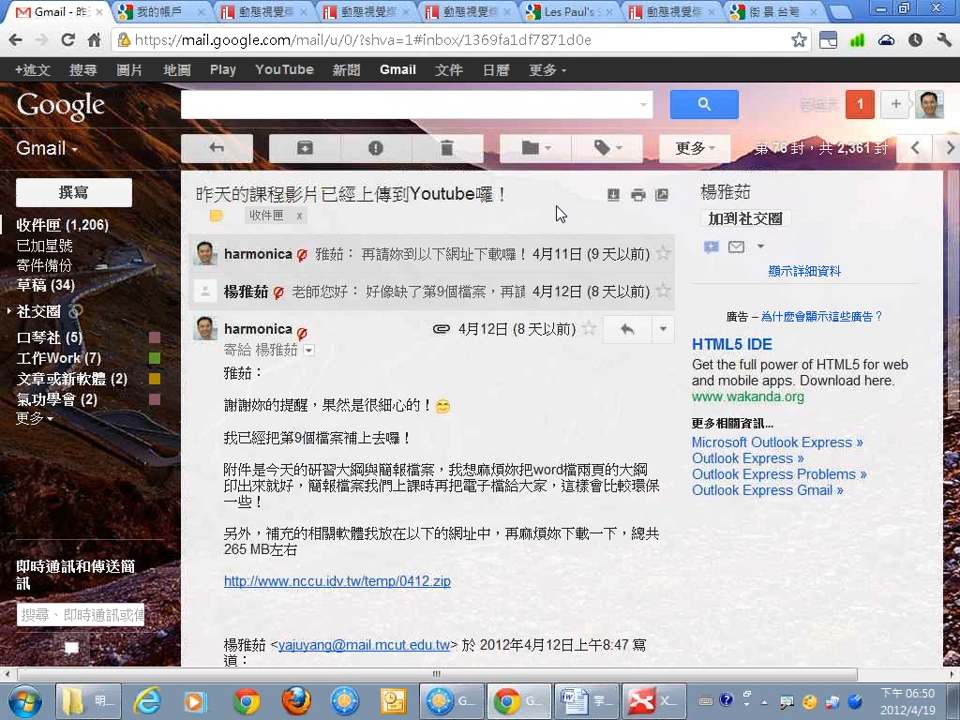 Gmail - 昨天
我的帳戶
動態視覺
動態視覺
動態視覺
Les Paul's S
動態視覺
街 景 台灣
https://mail.google.com/mail/u/0/?shva=1#inbox/1369fa1df7871d0e
+述文 搜尋 圖片 地圖 Play YouTube 新聞 Gmail 文件 日曆 更多
Google
1
+
Gmail
更多
第 76 封，共 2,361 封
撰寫
收件匣 (1,206)
已加星號
寄件備份
草稿 (34)
社交圈
口琴社 (5)
工作Work (7)
文章或新軟體 (2)
氣功學會 (2)
更多
即時通訊和傳送簡
訊
搜尋、即時通訊或傳
昨天的課程影片已經上傳到Youtube囉！
收件匣 x
harmonica 雅茹： 再請妳到以下網址下載囉！ 4月11日 (9 天以前)
楊雅茹 老師您好： 好像缺了第9個檔案，再請 4月12日 (8 天以前)
harmonica 4月12日 (8 天以前)
寄給 楊雅茹
雅茹：
謝謝妳的提醒，果然是很細心的！
我已經把第9個檔案補上去囉！
附件是今天的研習大綱與簡報檔案，我想麻煩妳把word檔兩頁的大綱
印出來就好，簡報檔案我們上課時再把電子檔給大家，這樣會比較環保
一些！
另外，補充的相關軟體我放在以下的網址中，再麻煩妳下載一下，總共
265 MB左右
http://www.nccu.idv.tw/temp/0412.zip
楊雅茹 <yajuyang@mail.mcut.edu.tw> 於 2012年4月12日上午8:47 寫
道：
楊雅茹
加到社交圈
顯示詳細資料
廣告 – 為什麼會顯示這些廣告？
HTML5 IDE
Get the full power of HTML5 for web
and mobile apps. Download here.
www.wakanda.org
更多相關資訊...
Microsoft Outlook Express »
Outlook Express »
Outlook Express Problems »
Outlook Express Gmail »
明...
G...
G...
掌...
X...
下午 06:50
2012/4/19